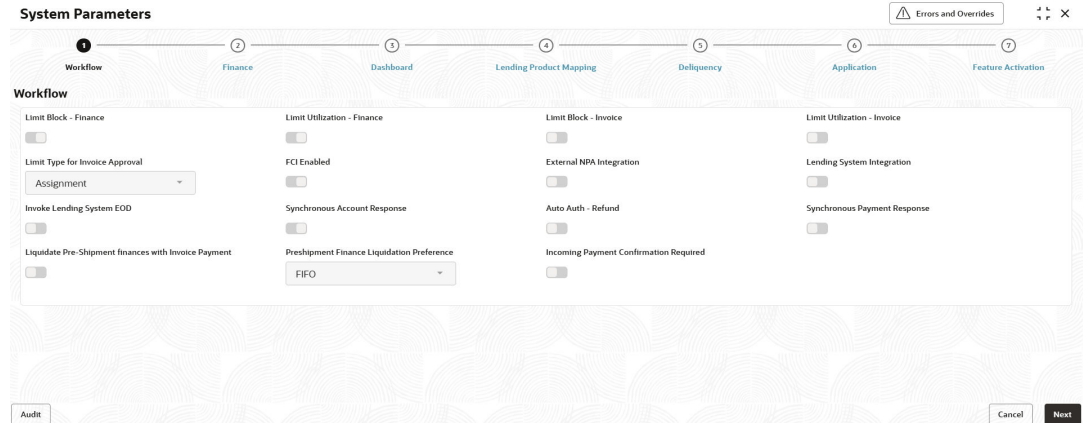 System Parameters
Errors and Overrides
1 2 3 4 5 6 7
Workflow Finance Dashboard Lending Product Mapping Deliquency Application Feature Activation
Workflow
Limit Block - Finance Limit Utilization - Finance Limit Block - Invoice Limit Utilization - Invoice
Limit Type for Invoice Approval FCI Enabled External NPA Integration Lending System Integration
Assignment
Invoke Lending System EOD Synchronous Account Response Auto Auth - Refund Synchronous Payment Response
Liquidate Pre-Shipment finances with Invoice Payment Preshipment Finance Liquidation Preference Incoming Payment Confirmation Required
FIFO
Audit Cancel Next